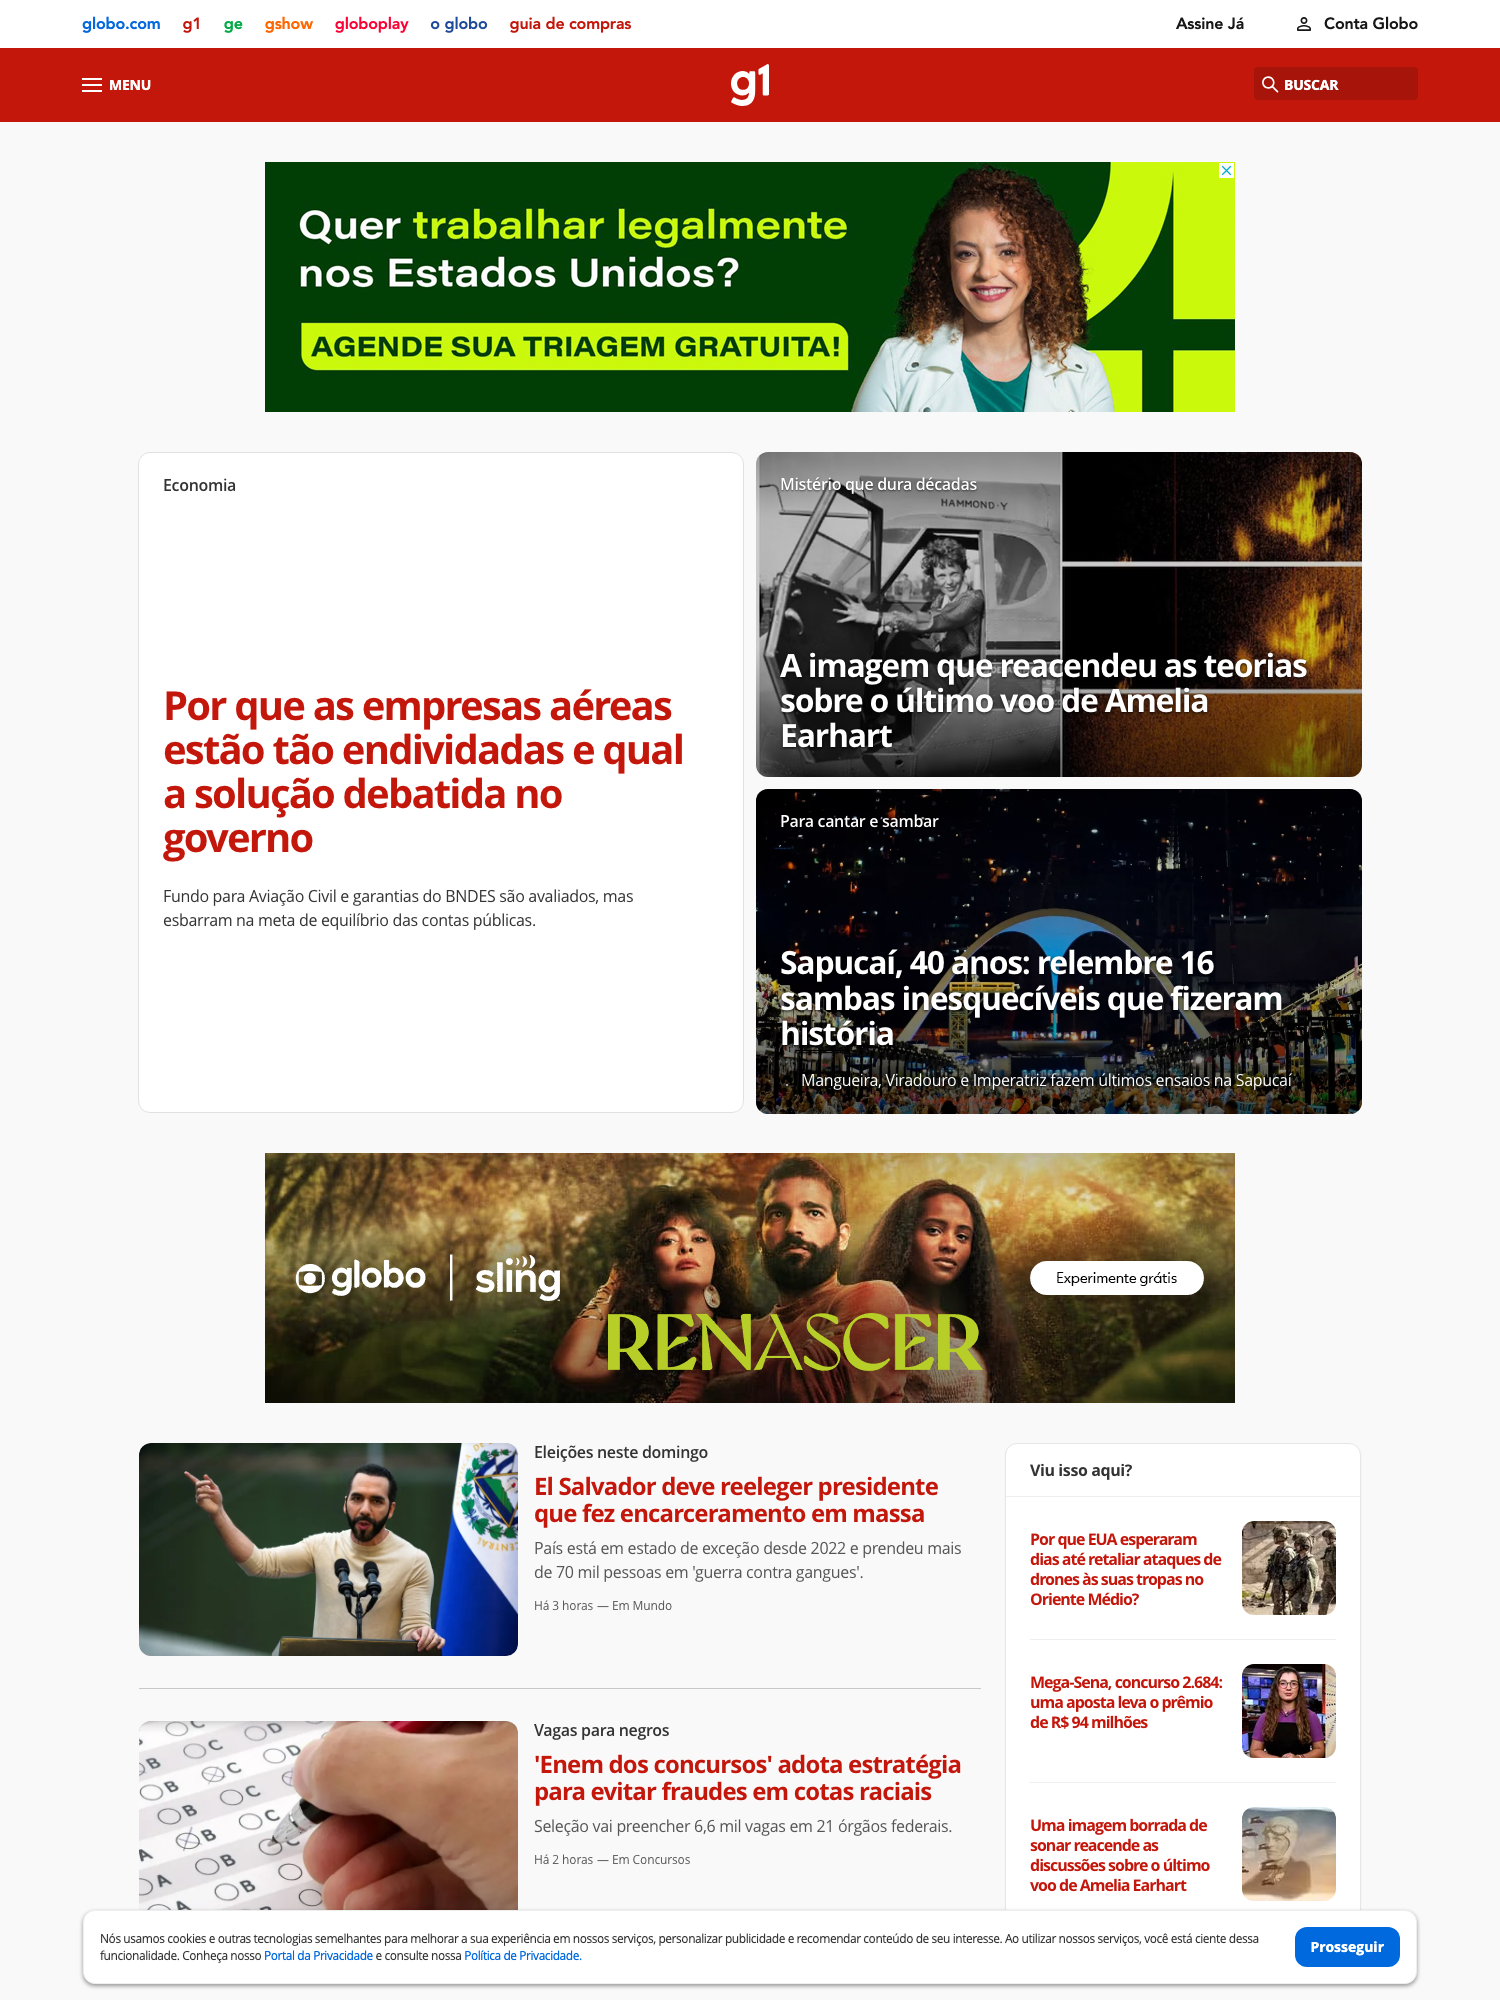 globo.com g1 ge gshow globoplay o globo guia de compras Assine Já Conta Globo
MENU g1 BUSCAR
Quer trabalhar legalmente
nos Estados Unidos?
AGENDE SUA TRIAGEM GRATUITA!
Economia
Por que as empresas aéreas
estão tão endividadas e qual
a solução debatida no
governo
Fundo para Aviação Civil e garantias do BNDES são avaliados, mas
esbarram na meta de equilíbrio das contas públicas.
Mistério que dura décadas
HAMMOND-Y
A imagem que reacendeu as teorias
sobre o último voo de Amelia
Earhart
Para cantar e sambar
Sapucaí, 40 anos: relembre 16
sambas inesquecíveis que fizeram
história
Mangueira, Viradouro e Imperatriz fazem últimos ensaios na Sapucaí
globo sling
RENASCER
Experimente grátis
Eleições neste domingo
El Salvador deve reeleger presidente
que fez encarceramento em massa
País está em estado de exceção desde 2022 e prendeu mais
de 70 mil pessoas em 'guerra contra gangues'.
Há 3 horas — Em Mundo
Vagas para negros
'Enem dos concursos' adota estratégia
para evitar fraudes em cotas raciais
Seleção vai preencher 6,6 mil vagas em 21 órgãos federais.
Há 2 horas — Em Concursos
Viu isso aqui?
Por que EUA esperaram
dias até retaliar ataques de
drones às suas tropas no
Oriente Médio?
Mega-Sena, concurso 2.684:
uma aposta leva o prêmio
de R$ 94 milhões
Uma imagem borrada de
sonar reacende as
discussões sobre o último
voo de Amelia Earhart
Nós usamos cookies e outras tecnologias semelhantes para melhorar a sua experiência em nossos serviços, personalizar publicidade e recomendar conteúdo de seu interesse. Ao utilizar nossos serviços, você está ciente dessa
funcionalidade. Conheça nosso Portal da Privacidade e consulte nossa Política de Privacidade.
Prosseguir